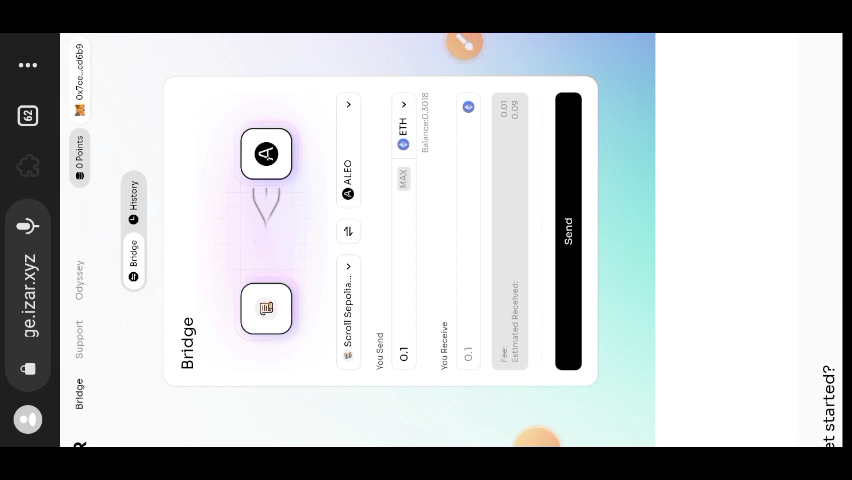 62
ge.izar.xyz
0x7ce...cd6b9
0 Points
Bridge
Support
Odyssey
Bridge
History
Bridge
Scroll Sepolia...
ALEO
You Send
0.1
MAX
ETH
Balance:0.3018
You Receive
0.1
Fee:
0.01
Estimated Received:
0.09
Send
et started?